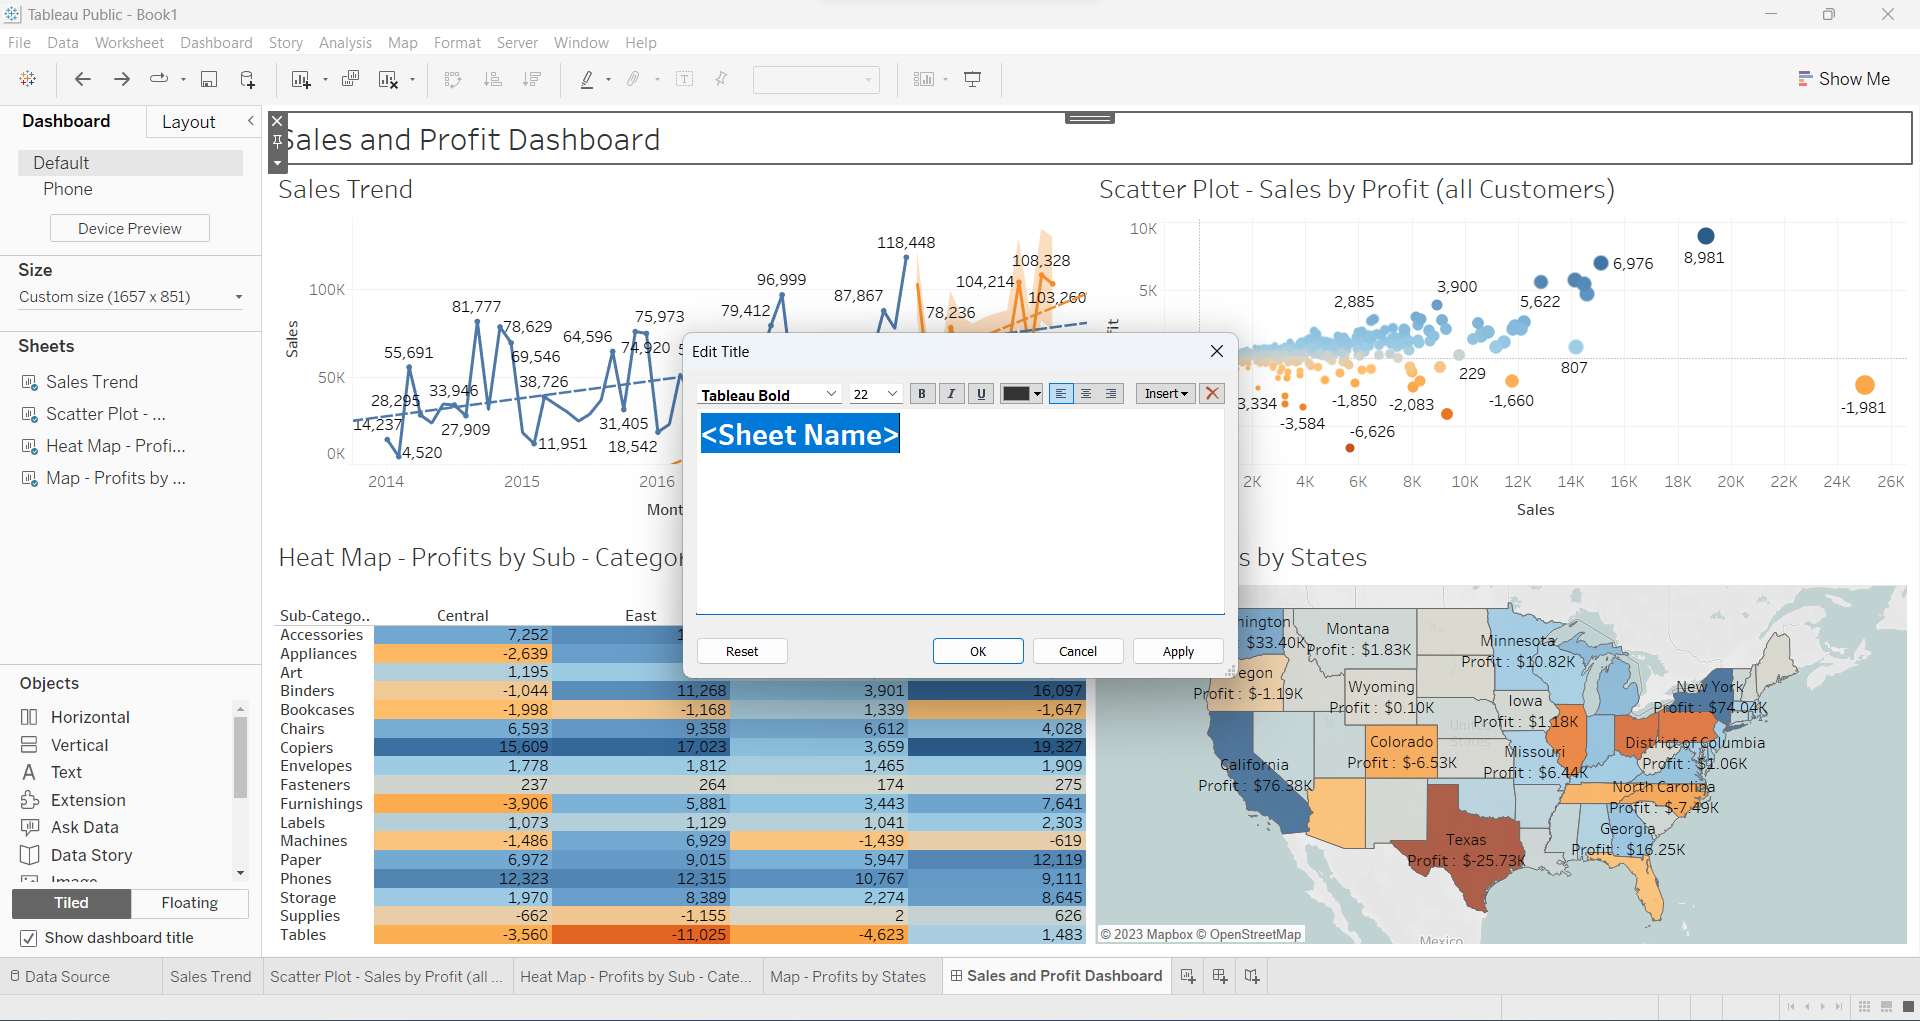 Tableau Public - Book1
File Data Worksheet Dashboard Story Analysis Map Format Server Window Help
Show Me
Dashboard Layout
Default
Phone
Device Preview
Size
Custom size (1657 x 851)
Sheets
Sales Trend
Scatter Plot - ...
Heat Map - Profi...
Map - Profits by ...
Objects
Horizontal
Vertical
Text
Extension
Ask Data
Data Story
Image
Tiled Floating
Show dashboard title
Sales and Profit Dashboard
Sales Trend
118,448
108,328
96,999
104,214
100K
87,867
103,260
81,777
79,412
78,236
75,973
78,629
64,596
74,920
Sales
55,691
69,546
50K
38,726
33,946
28,295
14,237
27,909
31,405
11,951
18,542
0K
4,520
2014 2015 2016
Mont
Scatter Plot - Sales by Profit (all Customers)
10K
8,981
6,976
5K
3,900
2,885
5,622
fit
807
229
3,334
-1,850
-2,083
-1,660
-1,981
-3,584
-6,626
2K 4K 6K 8K 10K 12K 14K 16K 18K 20K 22K 24K 26K
Sales
Edit Title
Tableau Bold 22 B I U Insert
<Sheet Name>
Reset OK Cancel Apply
Heat Map - Profits by Sub - Categor
Sub-Catego.. Central East
Accessories 7,252
Appliances -2,639
Art 1,195
Binders -1,044 11,268 3,901 16,097
Bookcases -1,998 -1,168 1,339 -1,647
Chairs 6,593 9,358 6,612 4,028
Copiers 15,609 17,023 3,659 19,327
Envelopes 1,778 1,812 1,465 1,909
Fasteners 237 264 174 275
Furnishings -3,906 5,881 3,443 7,641
Labels 1,073 1,129 1,041 2,303
Machines -1,486 6,929 -1,439 -619
Paper 6,972 9,015 5,947 12,119
Phones 12,323 12,315 10,767 9,111
Storage 1,970 8,389 2,274 8,645
Supplies -662 -1,155 2 626
Tables -3,560 -11,025 -4,623 1,483
s by States
hington
: $33.40K
Montana
Profit : $1.83K
Minnesota
Profit : $10.82K
egon
Profit : $-1.19K
Wyoming
Profit : $0.10K
Iowa
Profit : $1.18K
New York
Profit : $74.04K
United States
Colorado
Profit : $-6.53K
Missouri
Profit : $6.44K
District of Columbia
Profit : $1.06K
California
Profit : $76.38K
North Carolina
Profit : $-7.49K
Georgia
Profit : $16.25K
Texas
Profit : $-25.73K
Mexico
© 2023 Mapbox © OpenStreetMap
Data Source Sales Trend Scatter Plot - Sales by Profit (all ... Heat Map - Profits by Sub - Cate... Map - Profits by States Sales and Profit Dashboard